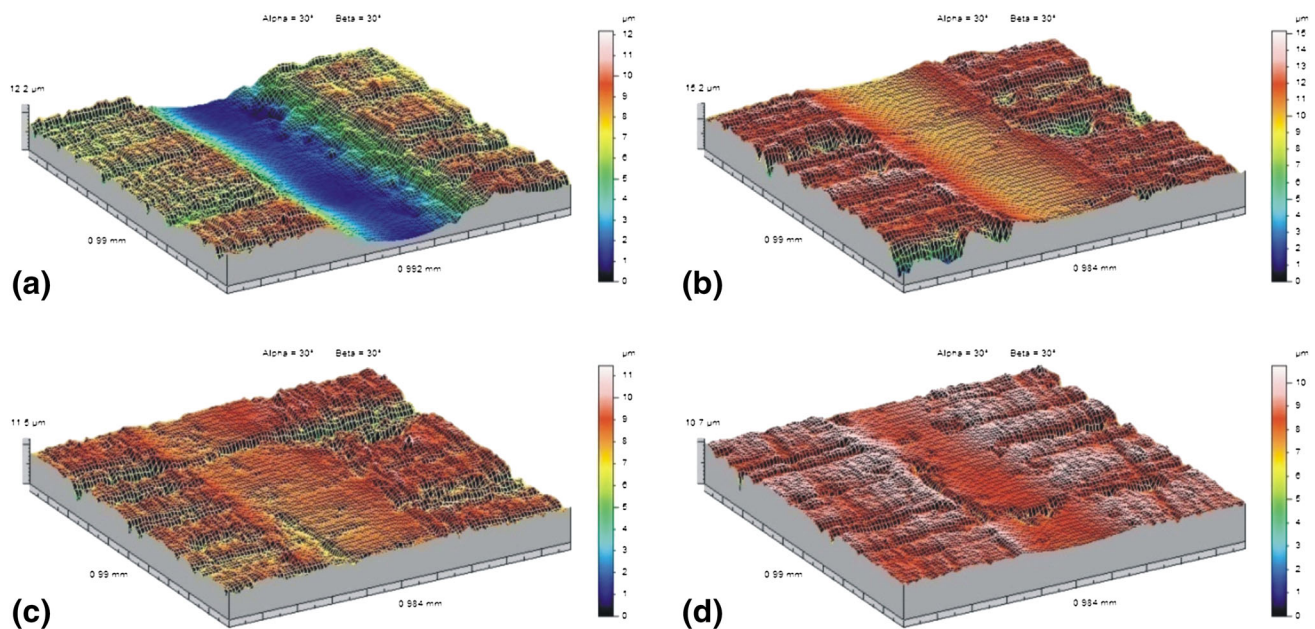 Alpha = 30° Beta = 30°
µm
12
11
10
9
8
7
6
5
4
3
2
1
0
12.2 µm
0.99 mm
0.992 mm
(a)
Alpha = 30° Beta = 30°
µm
15
14
13
12
11
10
9
8
7
6
5
4
3
2
1
0
15.2 µm
0.99 mm
0.984 mm
(b)
Alpha = 30° Beta = 30°
µm
11
10
9
8
7
6
5
4
3
2
1
0
11.5 µm
0.99 mm
0.984 mm
(c)
Alpha = 30° Beta = 30°
µm
10
9
8
7
6
5
4
3
2
1
0
10.7 µm
0.99 mm
0.984 mm
(d)